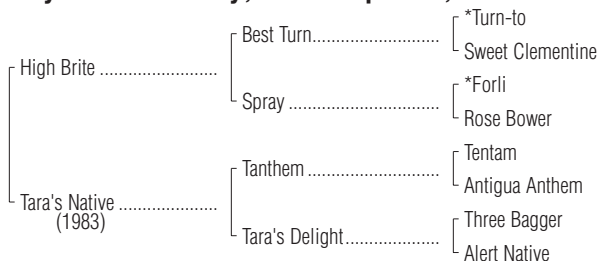 *Turn-to
Best Turn
Sweet Clementine
High Brite
*Forli
Spray
Rose Bower
Tentam
Tanthem
Antigua Anthem
Tara's Native
(1983)
Three Bagger
Tara's Delight
Alert Native